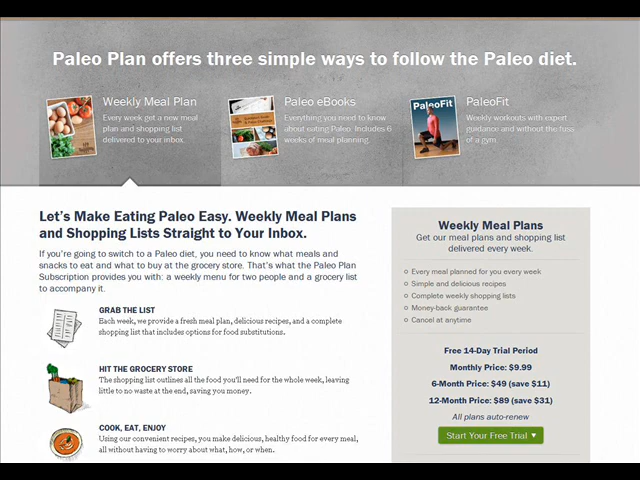 Paleo Plan offers three simple ways to follow the Paleo diet.
Weekly Meal Plan
Every week get a new meal
plan and shopping list
delivered to your inbox.
Paleo eBooks
Everything you need to know
about eating Paleo. Includes 6
weeks of meal planning.
PaleoFit
PaleoFit
Weekly workouts with expert
guidance and without the fuss
of a gym.
Let's Make Eating Paleo Easy. Weekly Meal Plans
and Shopping Lists Straight to Your Inbox.
If you're going to switch to a Paleo diet, you need to know what meals and
snacks to eat and what to buy at the grocery store. That's what the Paleo Plan
Subscription provides you with: a weekly menu for two people and a grocery list
to accompany it.
GRAB THE LIST
Each week, we provide a fresh meal plan, delicious recipes, and a complete
shopping list that includes options for food substitutions.
HIT THE GROCERY STORE
The shopping list outlines all the food you'll need for the whole week, leaving
little to no waste at the end, saving you money.
COOK, EAT, ENJOY
Using our convenient recipes, you make delicious, healthy food for every meal,
all without having to worry about what, how, or when.
Weekly Meal Plans
Get our meal plans and shopping list
delivered every week.
Every meal planned for you every week
Simple and delicious recipes
Complete weekly shopping lists
Money-back guarantee
Cancel at anytime
Free 14-Day Trial Period
Monthly Price: $9.99
6-Month Price: $49 (save $11)
12-Month Price: $89 (save $31)
All plans auto-renew
Start Your Free Trial